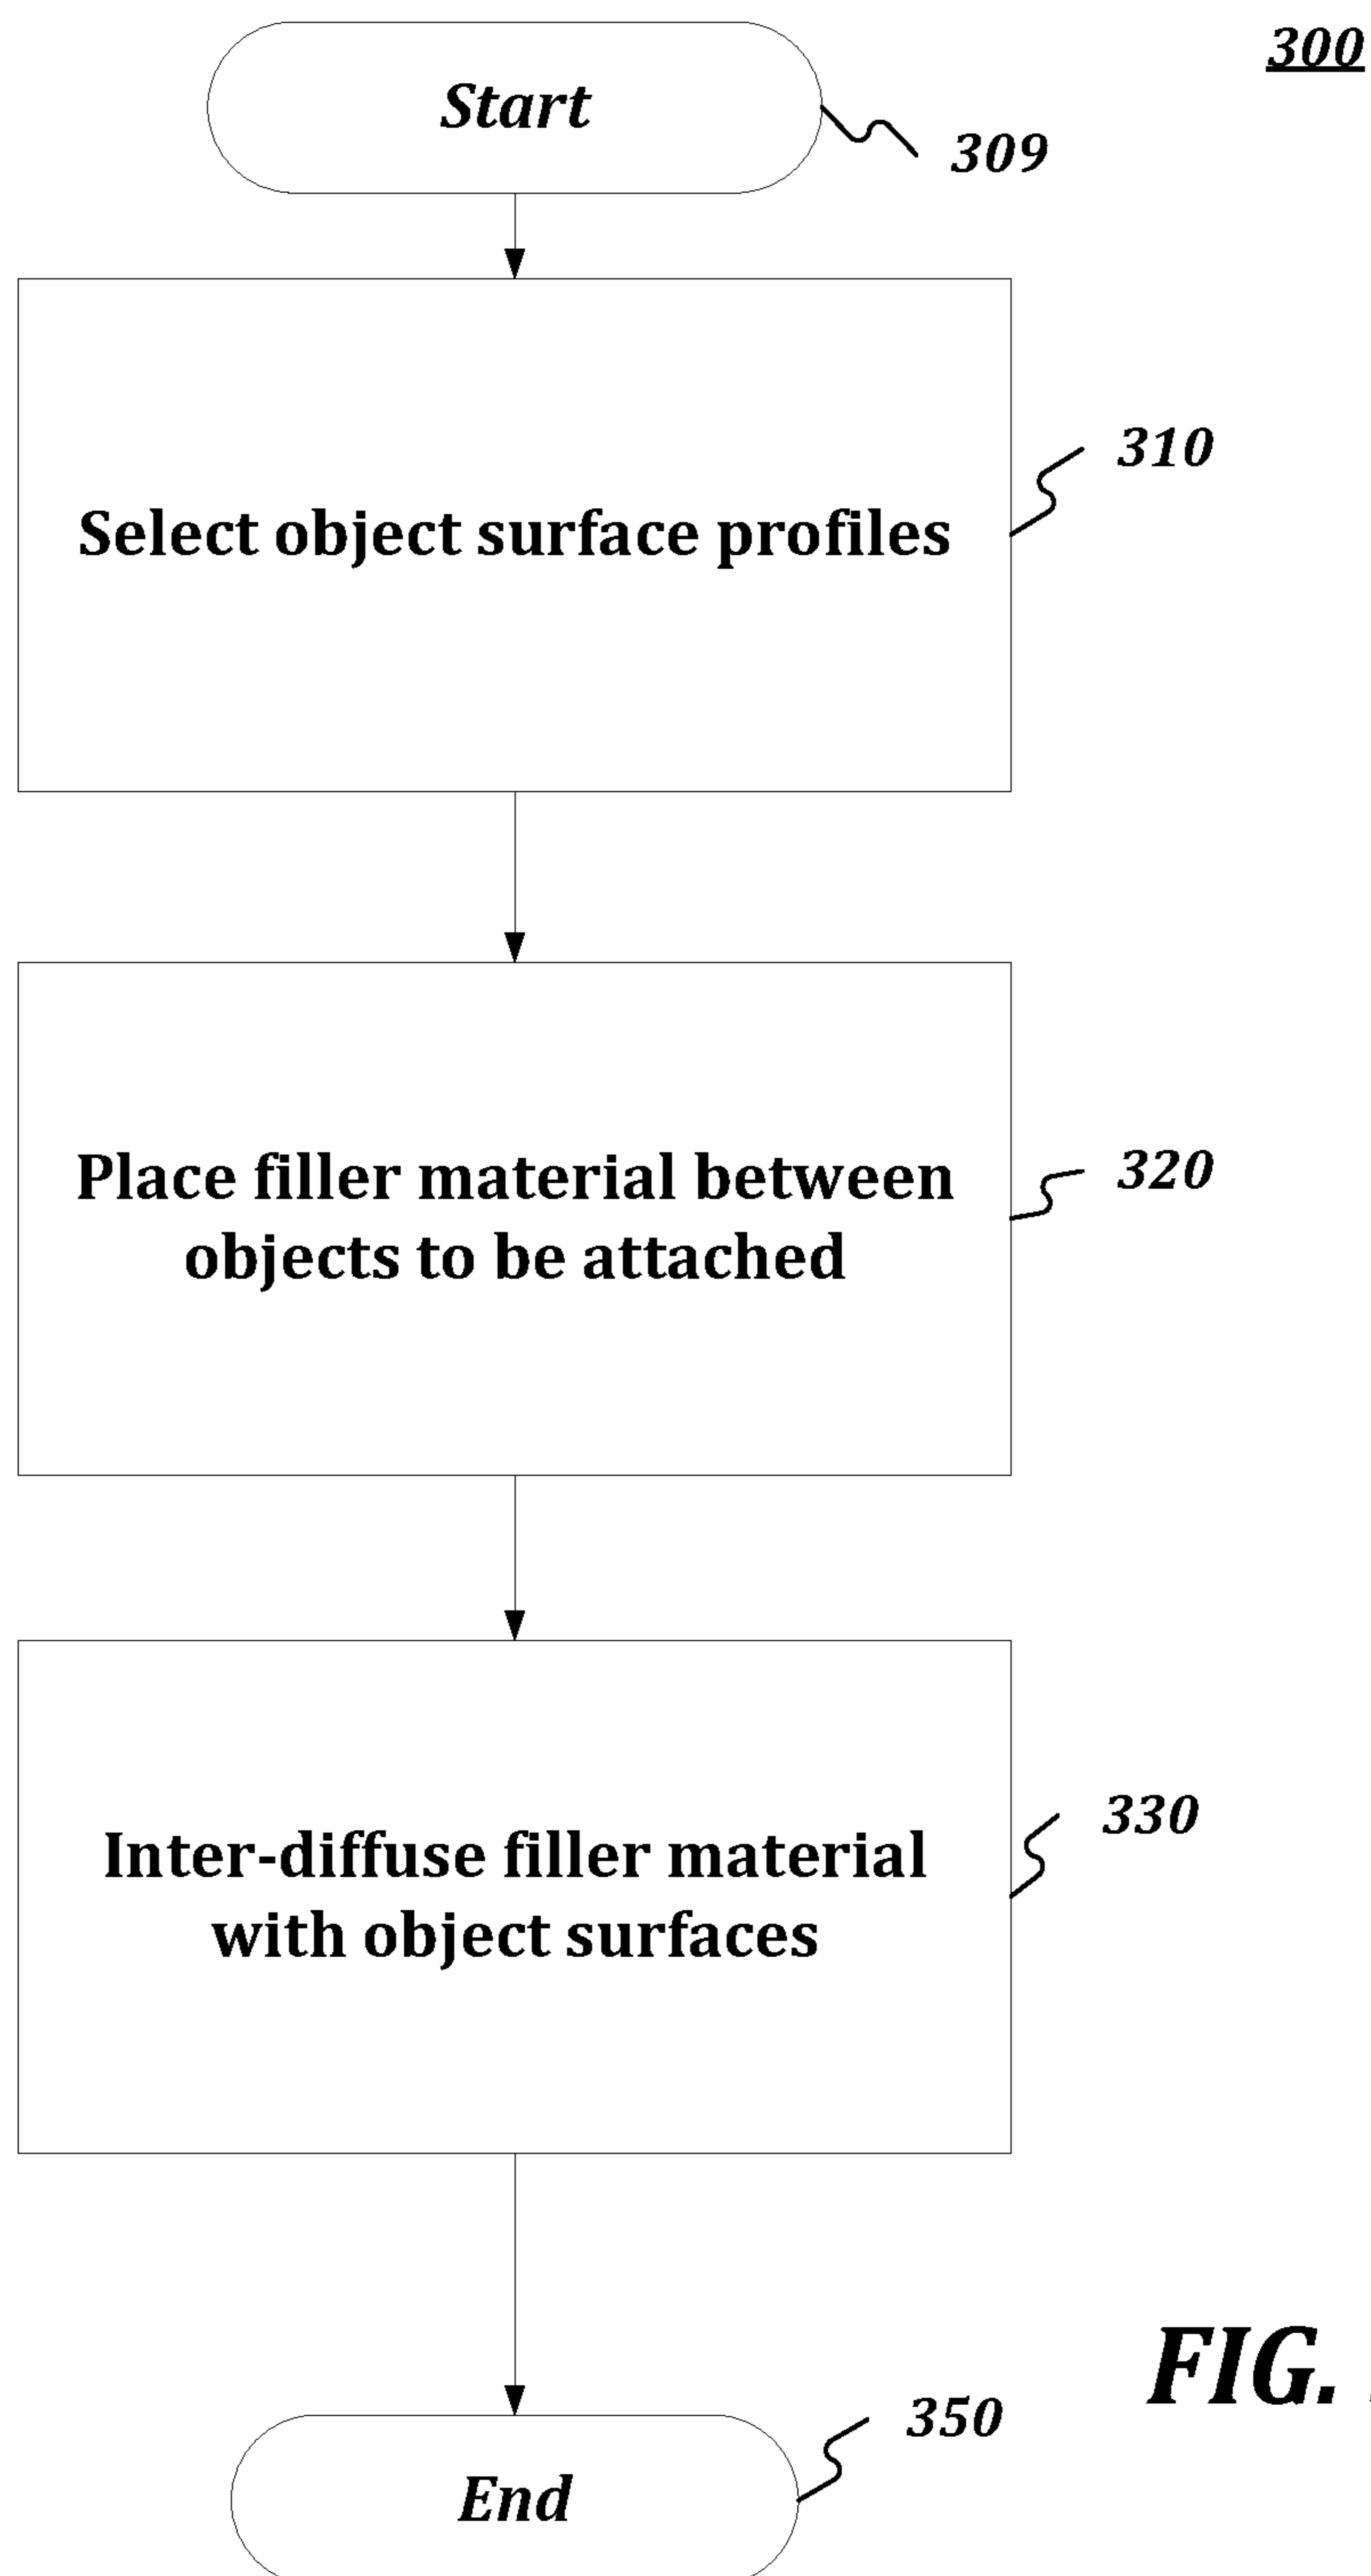 300
Start
309
Select object surface profiles
310
Place filler material between
objects to be attached
320
Inter-diffuse filler material
with object surfaces
330
FIG.
350
End